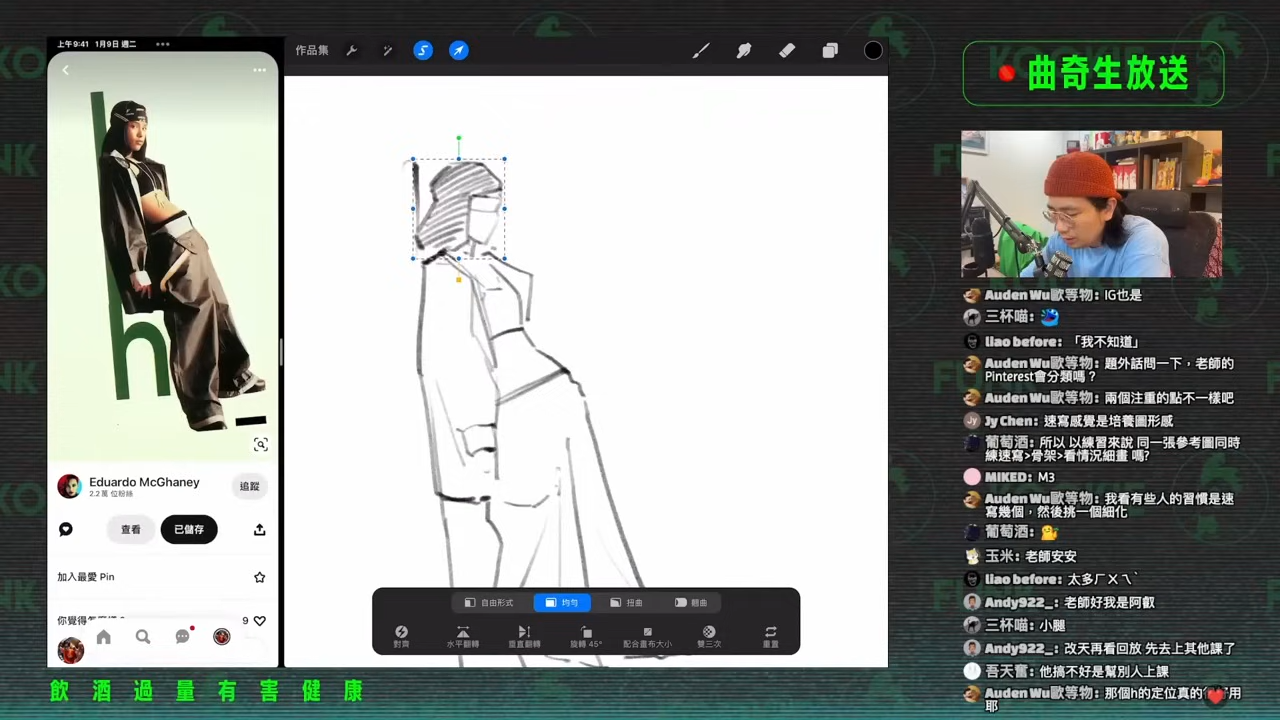 上午9:41 1月9日 週二
作品集
曲奇生放送
h
Eduardo McGhaney
2.2萬 位粉絲
追蹤
查看
已儲存
加入最愛 Pin
9
自由形式
均勻
扭曲
翹曲
對齊
水平翻轉
垂直翻轉
旋轉 45°
配合畫布大小
雙三次
重置
Auden Wu歐等物: IG也是
三杯喵:
liao before: 「我不知道」
Auden Wu歐等物: 題外話問一下,老師的
Pinterest會分類嗎?
Auden Wu歐等物: 兩個注重的點不一樣吧
Jy Chen: 速寫感覺是培養圖形感
葡萄酒: 所以 以練習來說 同一張參考圖同時
練速寫>骨架>看情況細畫 嗎?
MIKED: M3
Auden Wu歐等物: 我看有些人的習慣是速
寫幾個,然後挑一個細化
葡萄酒:
玉米: 老師安安
liao before: 太多ㄏㄨㄟˋ
Andy922_: 老師好我是阿叡
三杯喵: 小腿
Andy922_: 改天再看回放 先去上其他課了
吾天奮: 他搞不好是幫別人上課
Auden Wu歐等物: 那個h的定位真的
用
耶
飲酒過量有害健康